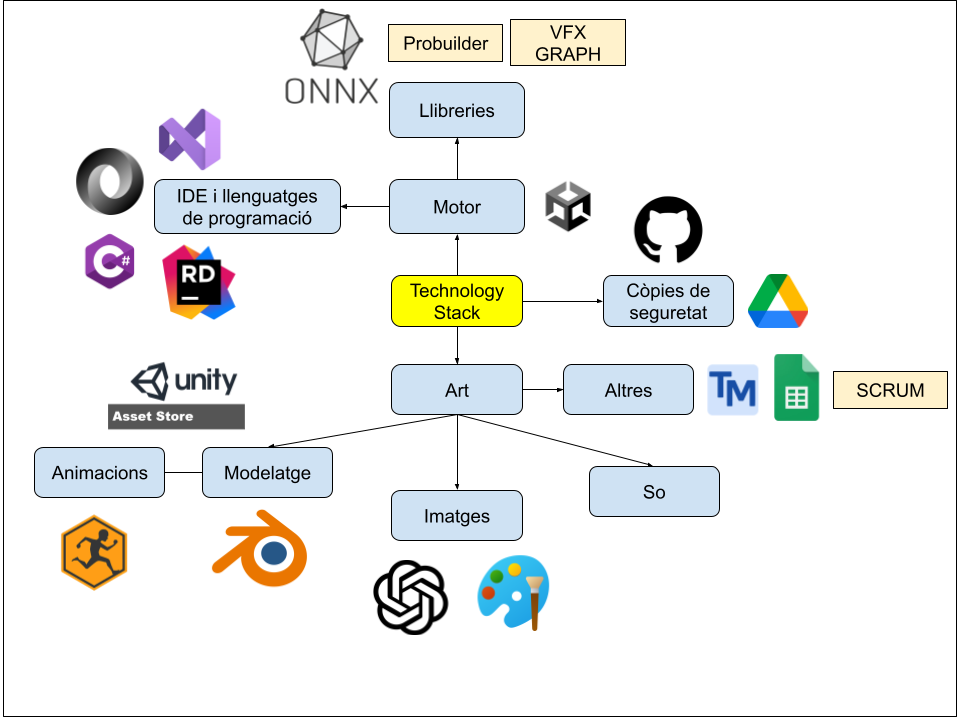 ONNX
Probuilder
VFX
GRAPH
Llibreries
IDE i llenguatges
de programació
Motor
C#
RD
Technology
Stack
Còpies de
seguretat
unity
Asset Store
Art
Altres
TM
SCRUM
Animacions
Modelatge
Imatges
So